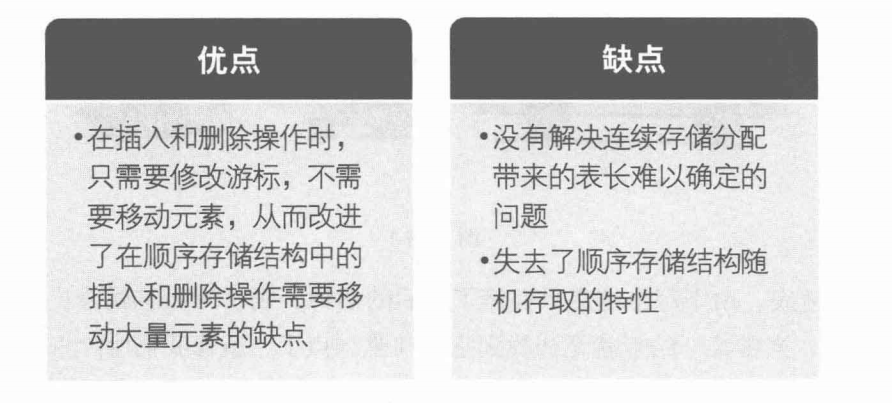 优点
•在插入和删除操作时，
只需要修改游标，不需
要移动元素，从而改进
了在顺序存储结构中的
插入和删除操作需要移
动大量元素的缺点
缺点
•没有解决连续存储分配
带来的表长难以确定的
问题
•失去了顺序存储结构随
机存取的特性